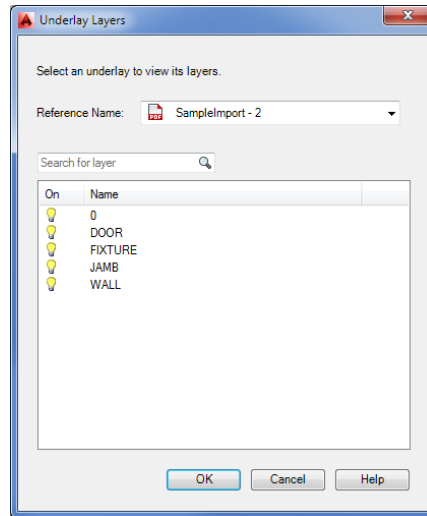 Underlay Layers
Select an underlay to view its layers.
Reference Name: PDF SampleImport - 2
Search for layer
On Name
0
DOOR
FIXTURE
JAMB
WALL
OK Cancel Help